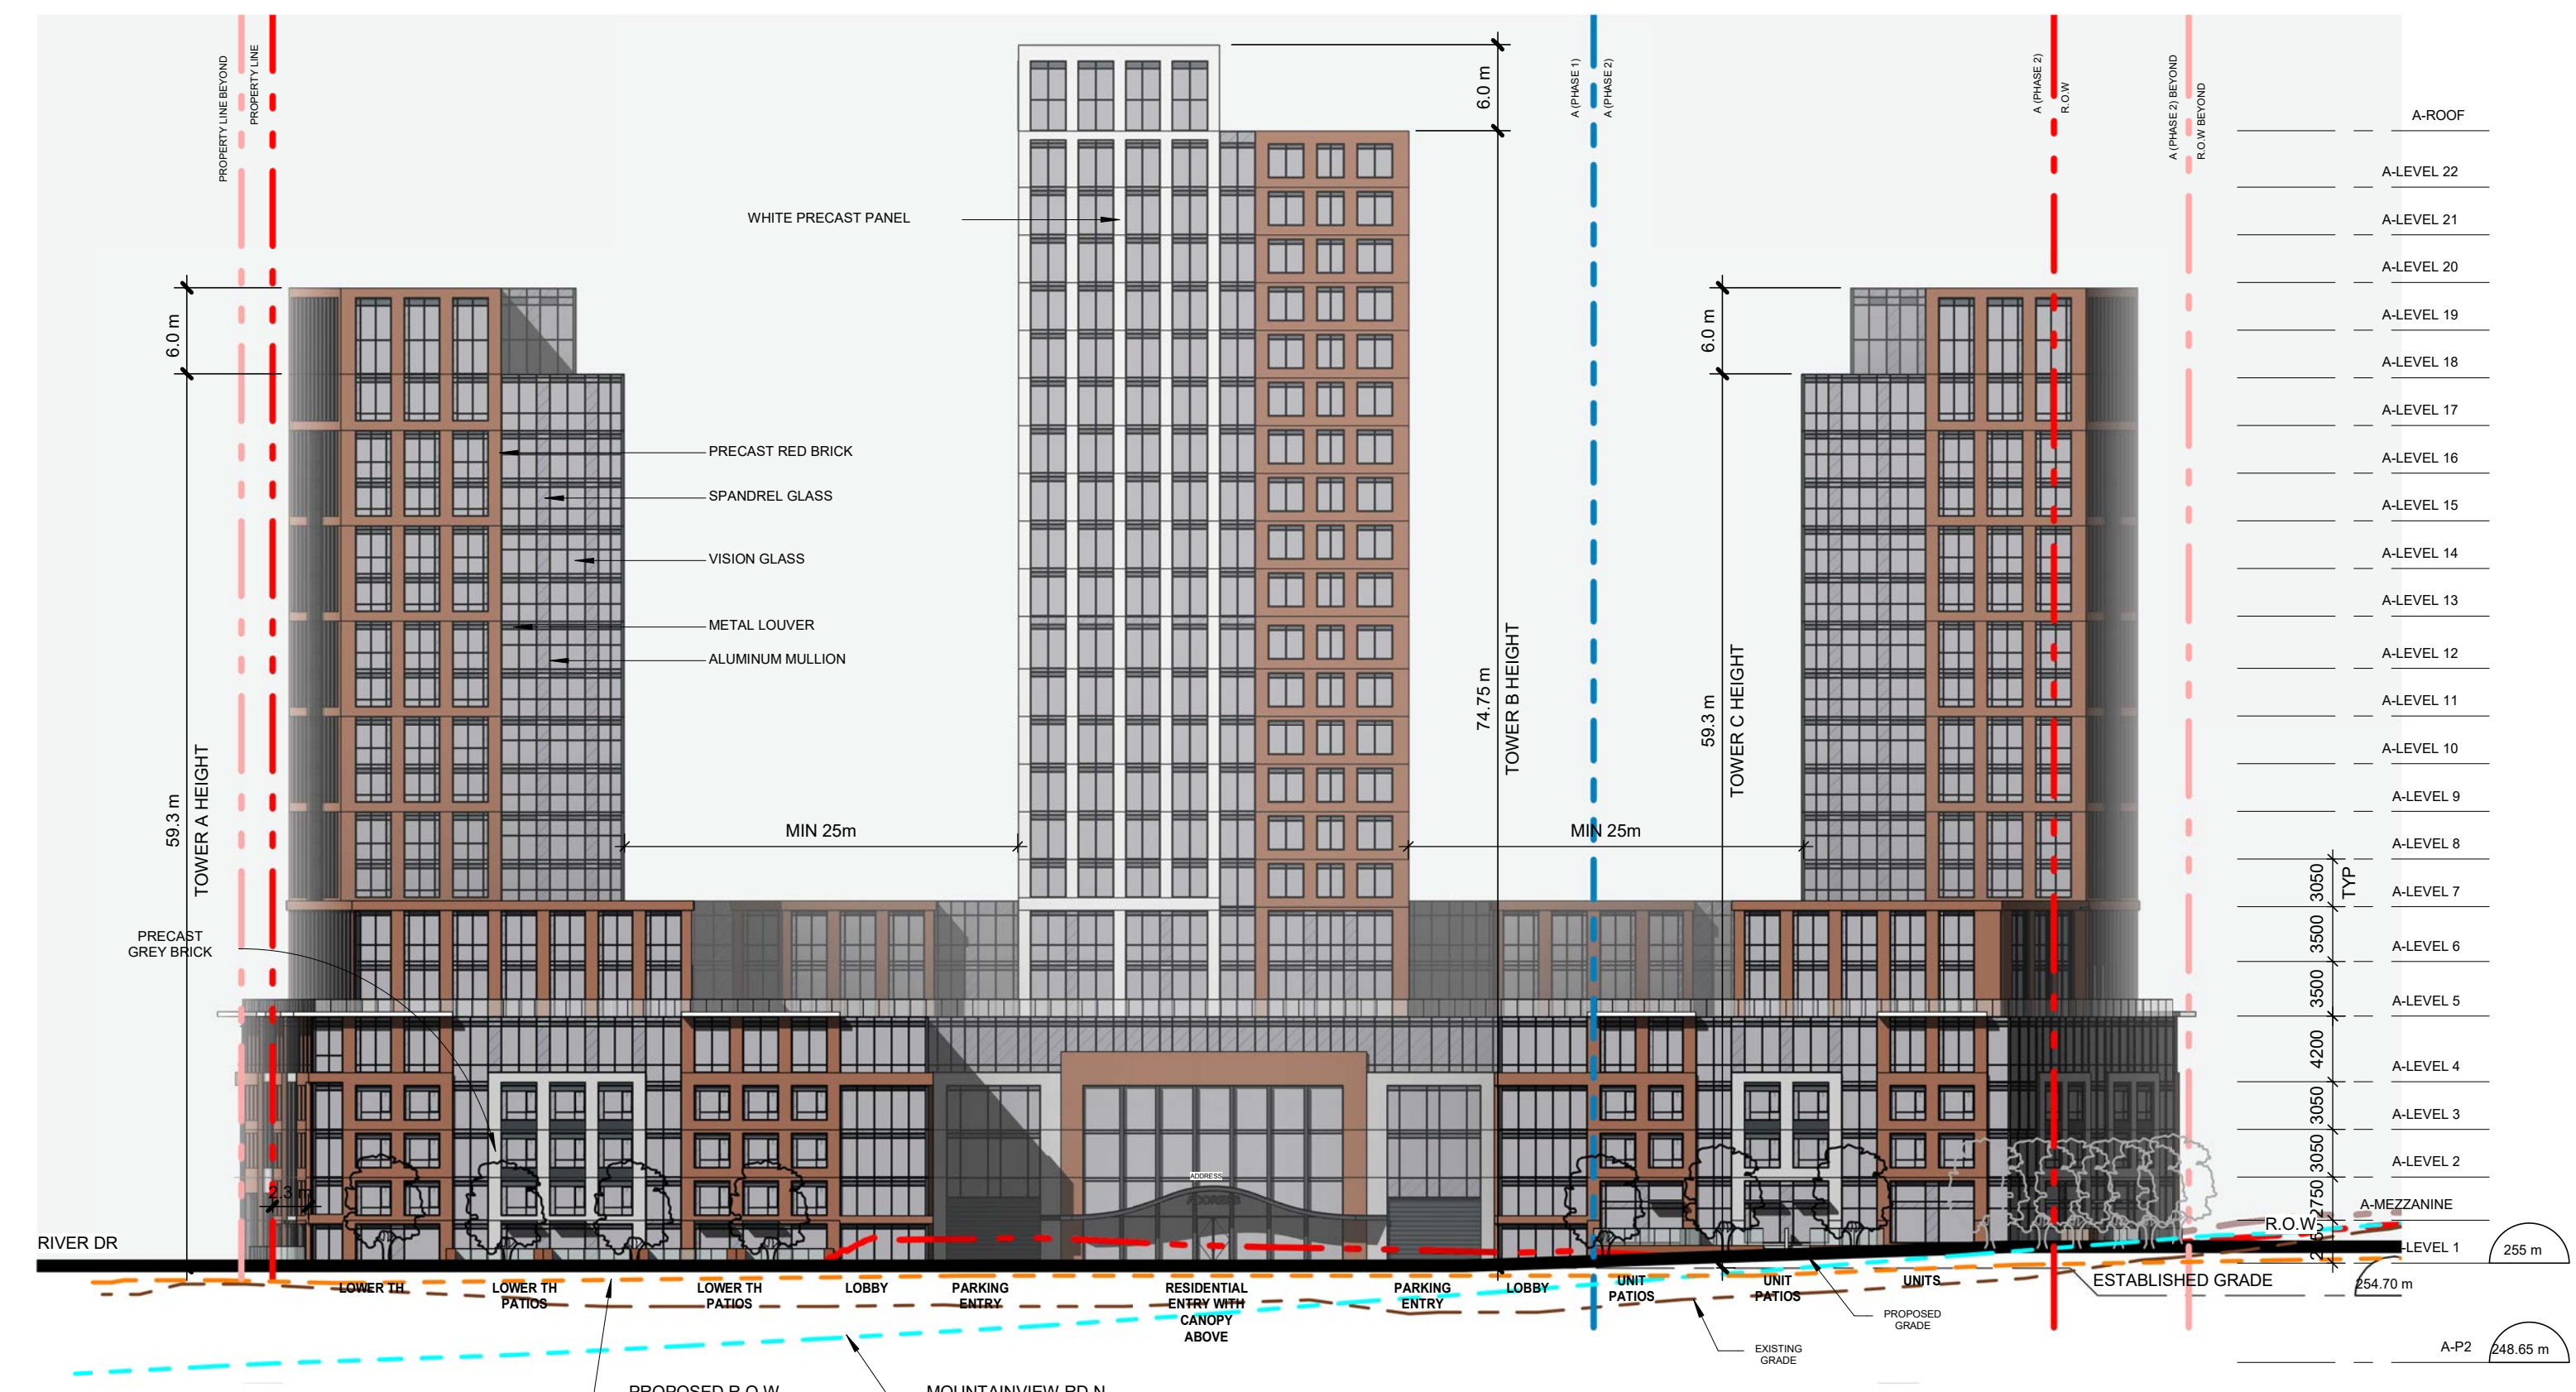 PROPERTY LINE BEYOND
PROPERTY LINE
6.0 m
A (PHASE 1)
A (PHASE 2)
A (PHASE 2)
R.O.W
A (PHASE 2) BEYOND
R.O.W BEYOND
A-ROOF
A-LEVEL 22
WHITE PRECAST PANEL
A-LEVEL 21
A-LEVEL 20
6.0 m
6.0 m
A-LEVEL 19
A-LEVEL 18
A-LEVEL 17
PRECAST RED BRICK
A-LEVEL 16
SPANDREL GLASS
A-LEVEL 15
VISION GLASS
A-LEVEL 14
A-LEVEL 13
METAL LOUVER
ALUMINUM MULLION
A-LEVEL 12
74.75 m
TOWER B HEIGHT
59.3 m
TOWER C HEIGHT
A-LEVEL 11
A-LEVEL 10
59.3 m
TOWER A HEIGHT
A-LEVEL 9
MIN 25m
MIN 25m
A-LEVEL 8
3050
TYP
A-LEVEL 7
PRECAST
GREY BRICK
3500
A-LEVEL 6
3500
A-LEVEL 5
4200
A-LEVEL 4
3050
A-LEVEL 3
3050
A-LEVEL 2
ADDRESS
ADDRESS
2.3 m
2750
A-MEZZANINE
R.O.W
RIVER DR
-LEVEL 1
255 m
LOWER TH
LOWER TH
PATIOS
LOWER TH
PATIOS
LOBBY
PARKING
ENTRY
RESIDENTIAL
ENTRY WITH
CANOPY
ABOVE
PARKING
ENTRY
LOBBY
UNIT
PATIOS
UNIT
PATIOS
UNITS
ESTABLISHED GRADE
254.70 m
PROPOSED
GRADE
EXISTING
GRADE
A-P2
248.65 m
PROPOSED R.O.W
MOUNTAINVIEW RD N